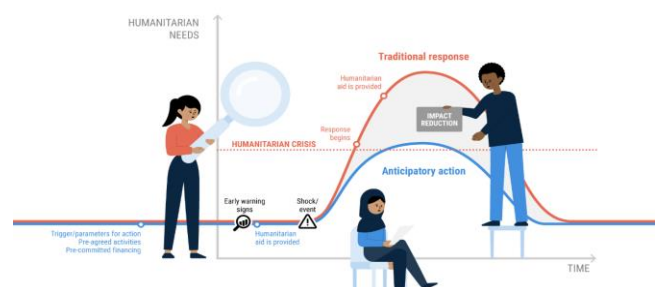 HUMANITARIAN
NEEDS
Traditional response
Humanitarian
aid is provided
IMPACT
REDUCTION
Response
begins
HUMANITARIAN CRISIS
Anticipatory action
Early warning
signs
Shock/
event
Trigger/parameters for action
Pre-agreed activities
Pre-committed financing
Humanitarian
aid is provided
TIME